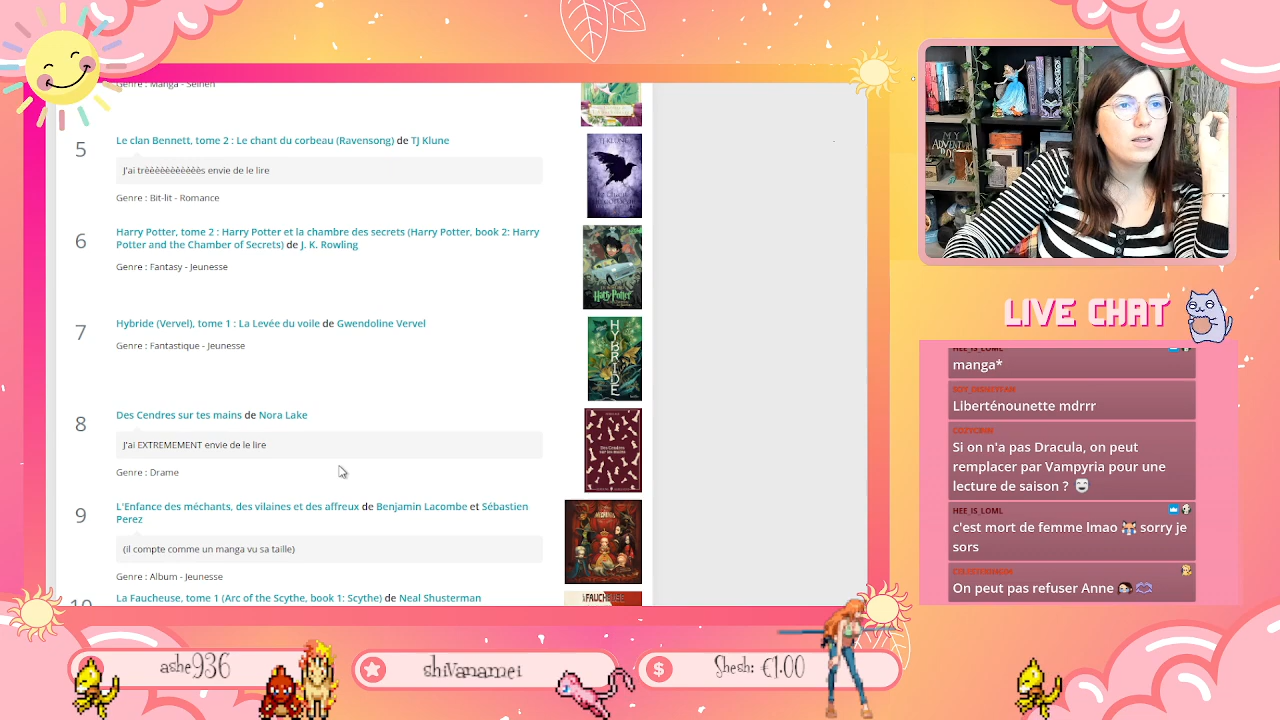 Genre : Manga - Seinen
5
Le clan Bennett, tome 2 : Le chant du corbeau (Ravensong) de TJ Klune
J'ai trèèèèèèèèèès envie de le lire
Genre : Bit-lit - Romance
6
Harry Potter, tome 2 : Harry Potter et la chambre des secrets (Harry Potter, book 2: Harry
Potter and the Chamber of Secrets) de J. K. Rowling
Genre : Fantasy - Jeunesse
7
Hybride (Vervel), tome 1 : La Levée du voile de Gwendoline Vervel
Genre : Fantastique - Jeunesse
HYBRIDE
8
Des Cendres sur tes mains de Nora Lake
J'ai EXTREMEMENT envie de le lire
Genre : Drame
9
L'Enfance des méchants, des vilaines et des affreux de Benjamin Lacombe et Sébastien
Perez
(il compte comme un manga vu sa taille)
Genre : Album - Jeunesse
10
La Faucheuse, tome 1 (Arc of the Scythe, book 1: Scythe) de Neal Shusterman
LIVE CHAT
HEE_IS_LOML
manga*
Liberténounette mdrrr
COZYCINN
Si on n'a pas Dracula, on peut
remplacer par Vampyria pour une
lecture de saison ?
HEE_IS_LOML
c'est mort de femme lmao sorry je
sors
On peut pas refuser Anne
ashe936
shivanamei
$
Shesh: €1.00